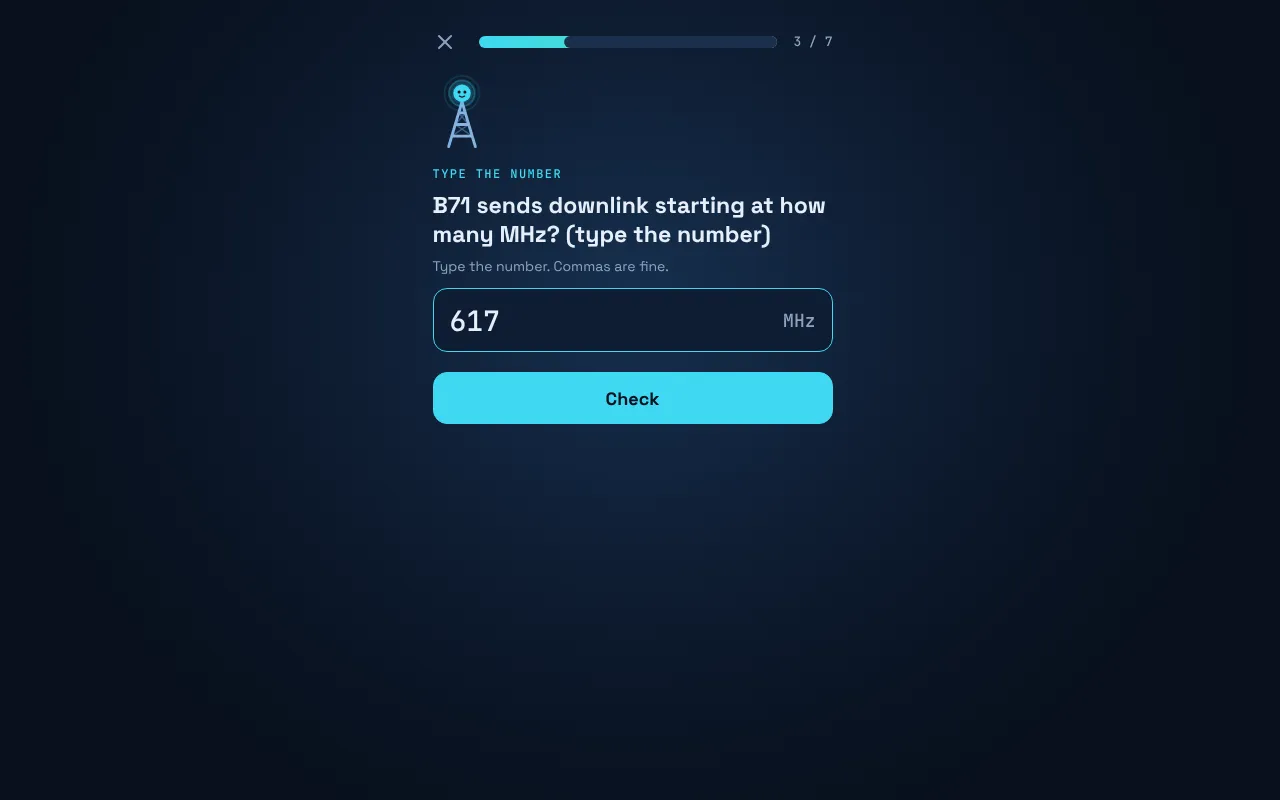 3 / 7
TYPE THE NUMBER
B71 sends downlink starting at how
many MHz? (type the number)
Type the number. Commas are fine.
617 MHz
Check